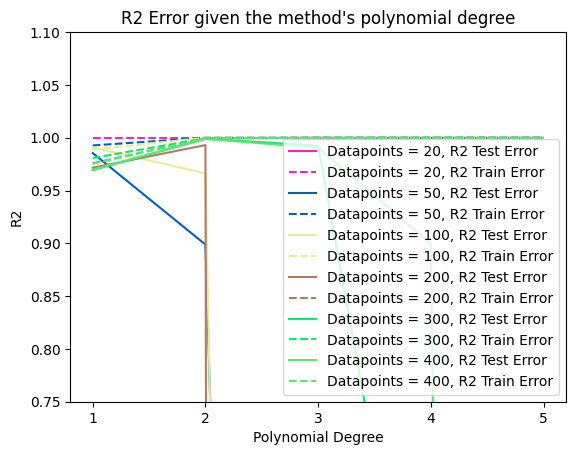 R2 Error given the method's polynomial degree
1.10
1.05
1.00
0.95
0.90
0.85
0.80
0.75
R2
Datapoints = 20, R2 Test Error
Datapoints = 20, R2 Train Error
Datapoints = 50, R2 Test Error
Datapoints = 50, R2 Train Error
Datapoints = 100, R2 Test Error
Datapoints = 100, R2 Train Error
Datapoints = 200, R2 Test Error
Datapoints = 200, R2 Train Error
Datapoints = 300, R2 Test Error
Datapoints = 300, R2 Train Error
Datapoints = 400, R2 Test Error
Datapoints = 400, R2 Train Error
1 2 3 4 5
Polynomial Degree